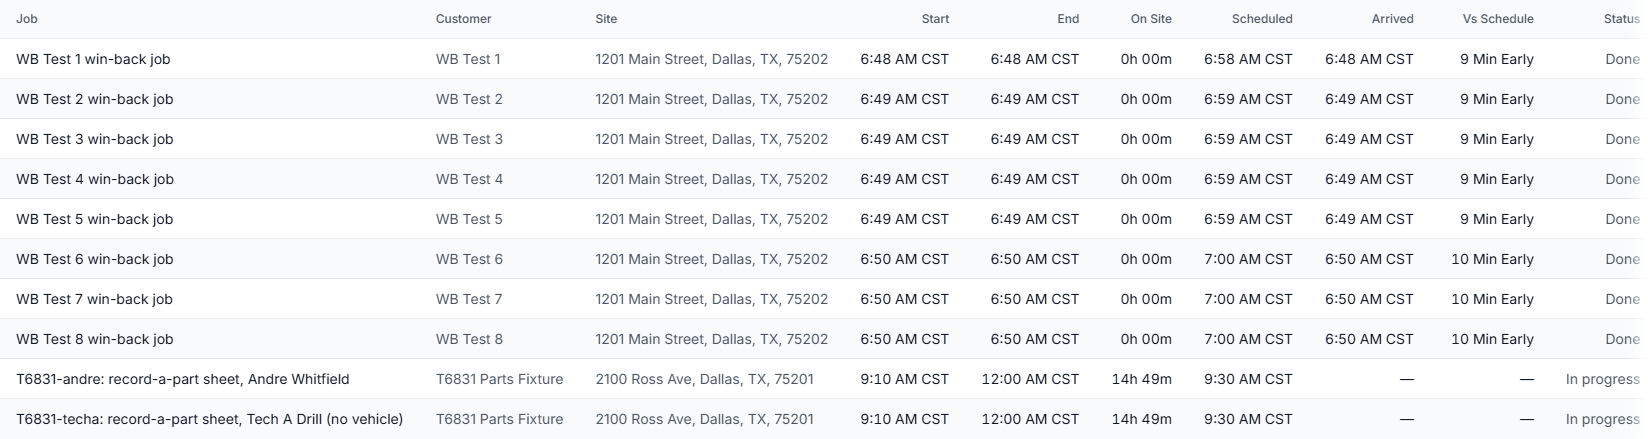 Job Customer Site Start End On Site Scheduled Arrived Vs Schedule Status
WB Test 1 win-back job WB Test 1 1201 Main Street, Dallas, TX, 75202 6:48 AM CST 6:48 AM CST 0h 00m 6:58 AM CST 6:48 AM CST 9 Min Early Done
WB Test 2 win-back job WB Test 2 1201 Main Street, Dallas, TX, 75202 6:49 AM CST 6:49 AM CST 0h 00m 6:59 AM CST 6:49 AM CST 9 Min Early Done
WB Test 3 win-back job WB Test 3 1201 Main Street, Dallas, TX, 75202 6:49 AM CST 6:49 AM CST 0h 00m 6:59 AM CST 6:49 AM CST 9 Min Early Done
WB Test 4 win-back job WB Test 4 1201 Main Street, Dallas, TX, 75202 6:49 AM CST 6:49 AM CST 0h 00m 6:59 AM CST 6:49 AM CST 9 Min Early Done
WB Test 5 win-back job WB Test 5 1201 Main Street, Dallas, TX, 75202 6:49 AM CST 6:49 AM CST 0h 00m 6:59 AM CST 6:49 AM CST 9 Min Early Done
WB Test 6 win-back job WB Test 6 1201 Main Street, Dallas, TX, 75202 6:50 AM CST 6:50 AM CST 0h 00m 7:00 AM CST 6:50 AM CST 10 Min Early Done
WB Test 7 win-back job WB Test 7 1201 Main Street, Dallas, TX, 75202 6:50 AM CST 6:50 AM CST 0h 00m 7:00 AM CST 6:50 AM CST 10 Min Early Done
WB Test 8 win-back job WB Test 8 1201 Main Street, Dallas, TX, 75202 6:50 AM CST 6:50 AM CST 0h 00m 7:00 AM CST 6:50 AM CST 10 Min Early Done
T6831-andre: record-a-part sheet, Andre Whitfield T6831 Parts Fixture 2100 Ross Ave, Dallas, TX, 75201 9:10 AM CST 12:00 AM CST 14h 49m 9:30 AM CST — — In progress
T6831-techa: record-a-part sheet, Tech A Drill (no vehicle) T6831 Parts Fixture 2100 Ross Ave, Dallas, TX, 75201 9:10 AM CST 12:00 AM CST 14h 49m 9:30 AM CST — — In progress